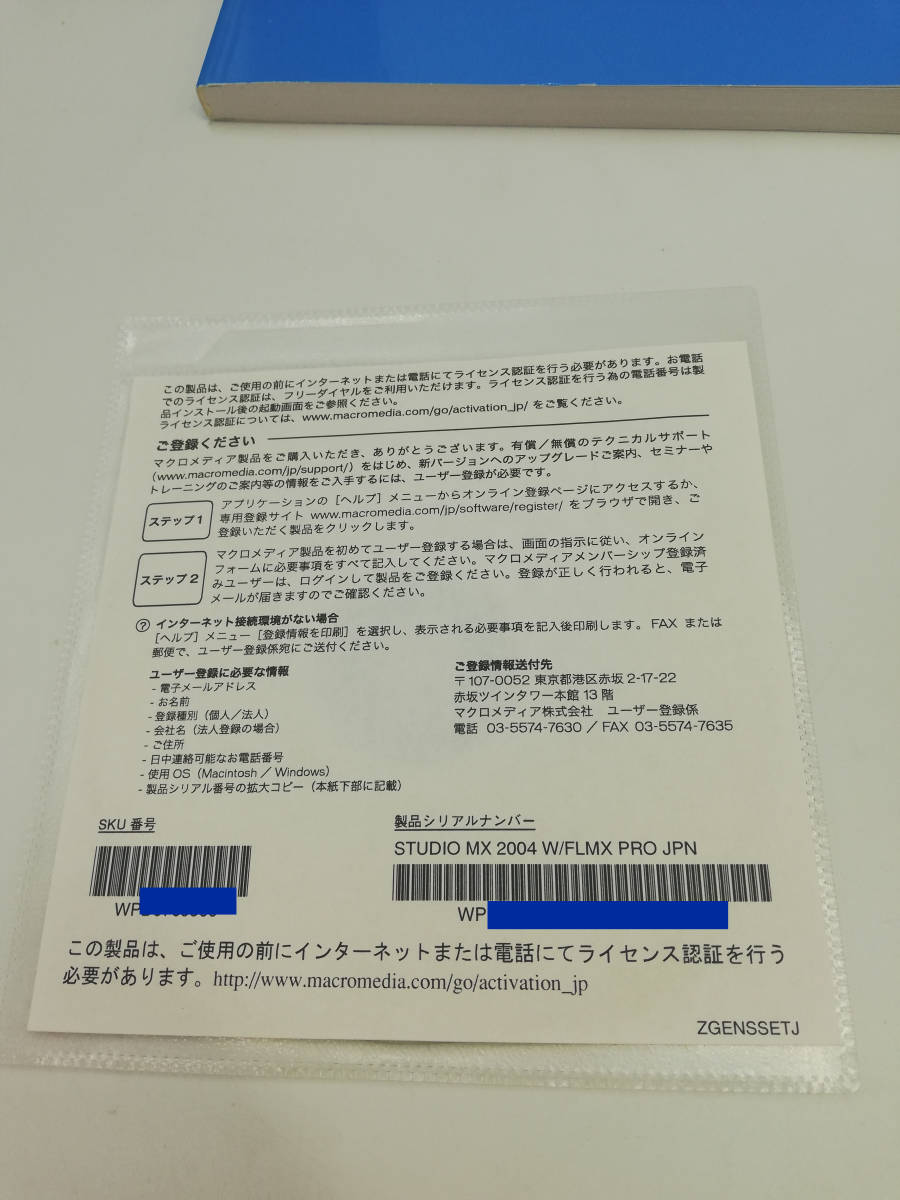 この製品は、ご使用の前にインターネットまたは電話にてライセンス認証を行う必要があります。お電話
でのライセンス認証は、フリーダイヤルをご利用いただけます。ライセンス認証を行う為の電話番号は製
品インストール後の起動画面をご参照ください。
ライセンス認証については、www.macromedia.com/go/activation_jp/ をご覧ください。
ご登録ください
マクロメディア製品をご購入いただき、ありがとうございます。有償／無償のテクニカルサポート
（www.macromedia.com/jp/support/）をはじめ、新バージョンへのアップグレードご案内、セミナーや
トレーニングのご案内等の情報をご入手するには、ユーザー登録が必要です。
ステップ1
アプリケーションの［ヘルプ］メニューからオンライン登録ページにアクセスするか、
専用登録サイト www.macromedia.com/jp/software/register/ をブラウザで開き、ご
登録いただく製品をクリックします。
ステップ2
マクロメディア製品を初めてユーザー登録する場合は、画面の指示に従い、オンライン
フォームに必要事項をすべて記入してください。マクロメディアメンバーシップ登録済
みユーザーは、ログインして製品をご登録ください。登録が正しく行われると、電子
メールが届きますのでご確認ください。
? インターネット接続環境がない場合
［ヘルプ］メニュー［登録情報を印刷］を選択し、表示される必要事項を記入後印刷します。FAX または
郵便で、ユーザー登録係宛にご送付ください。
ユーザー登録に必要な情報
- 電子メールアドレス
- お名前
- 登録種別（個人／法人）
- 会社名（法人登録の場合）
- ご住所
- 日中連絡可能なお電話番号
- 使用 OS（Macintosh ／ Windows）
- 製品シリアル番号の拡大コピー（本紙下部に記載）
ご登録情報送付先
〒107-0052 東京都港区赤坂 2-17-22
赤坂ツインタワー本館 13 階
マクロメディア株式会社 ユーザー登録係
電話 03-5574-7630 ／ FAX 03-5574-7635
SKU 番号
WP
製品シリアルナンバー
STUDIO MX 2004 W/FLMX PRO JPN
WP
この製品は、ご使用の前にインターネットまたは電話にてライセンス認証を行う
必要があります。http://www.macromedia.com/go/activation_jp
ZGENSSETJ